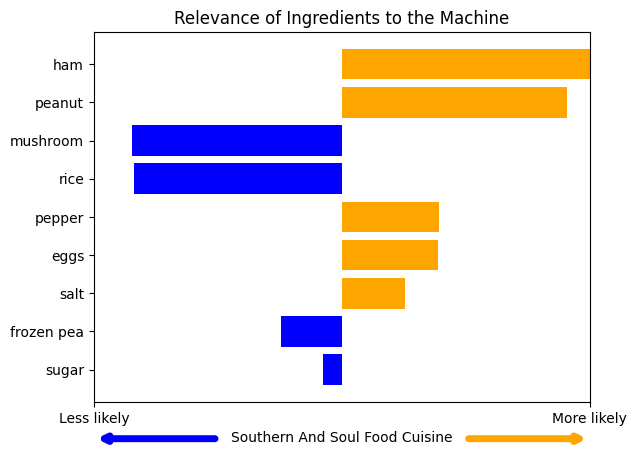 Relevance of Ingredients to the Machine
ham
peanut
mushroom
rice
pepper
eggs
salt
frozen pea
sugar
Less likely
More likely
Southern And Soul Food Cuisine